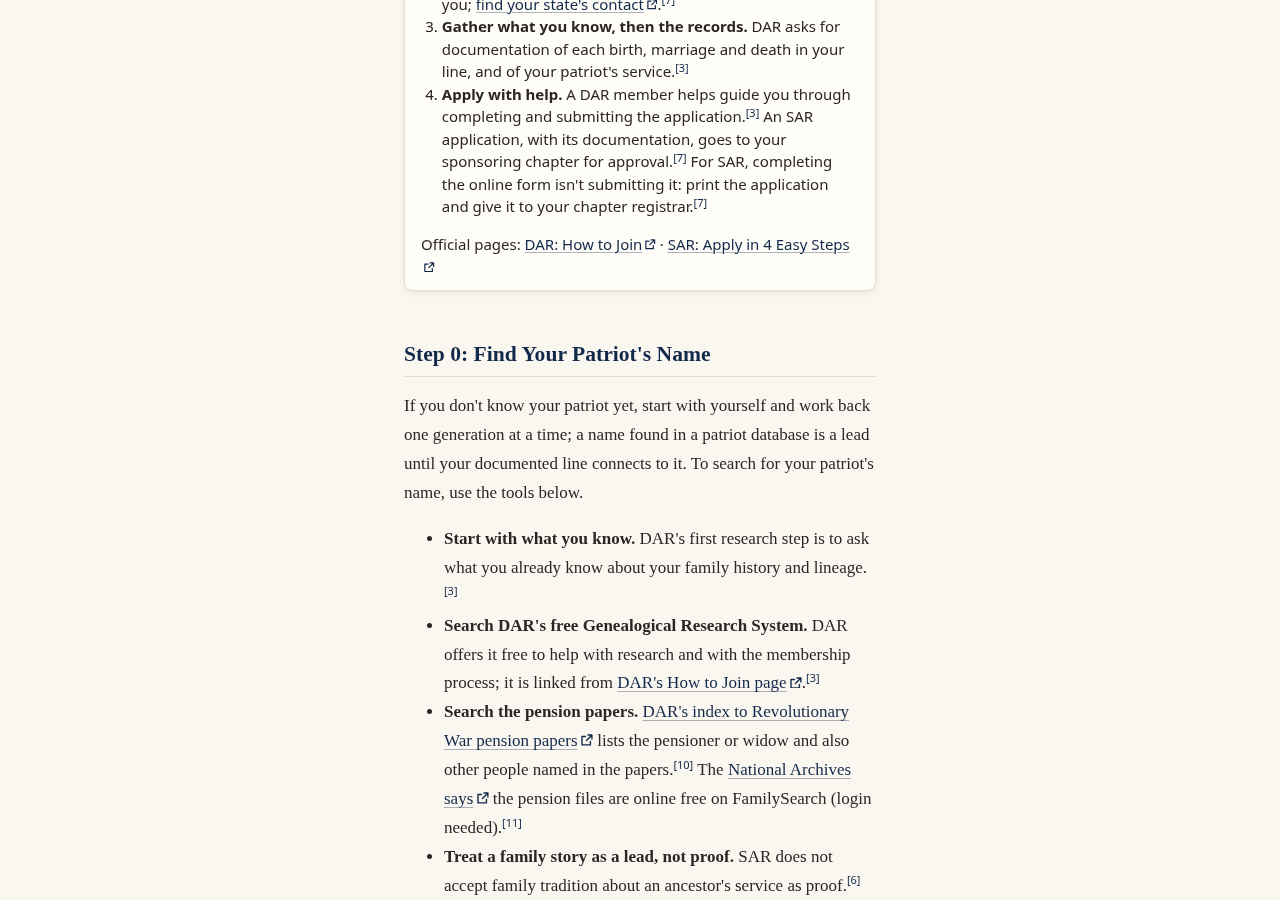 you; find your state's contact.[7]
3. Gather what you know, then the records. DAR asks for
documentation of each birth, marriage and death in your
line, and of your patriot's service.[3]
4. Apply with help. A DAR member helps guide you through
completing and submitting the application.[3] An SAR
application, with its documentation, goes to your
sponsoring chapter for approval.[7] For SAR, completing
the online form isn't submitting it: print the application
and give it to your chapter registrar.[7]
Official pages: DAR: How to Join · SAR: Apply in 4 Easy Steps
Step 0: Find Your Patriot's Name
If you don't know your patriot yet, start with yourself and work back
one generation at a time; a name found in a patriot database is a lead
until your documented line connects to it. To search for your patriot's
name, use the tools below.
• Start with what you know. DAR's first research step is to ask
what you already know about your family history and lineage.
[3]
• Search DAR's free Genealogical Research System. DAR
offers it free to help with research and with the membership
process; it is linked from DAR's How to Join page.[3]
• Search the pension papers. DAR's index to Revolutionary
War pension papers lists the pensioner or widow and also
other people named in the papers.[10] The National Archives
says the pension files are online free on FamilySearch (login
needed).[11]
• Treat a family story as a lead, not proof. SAR does not
accept family tradition about an ancestor's service as proof.[6]